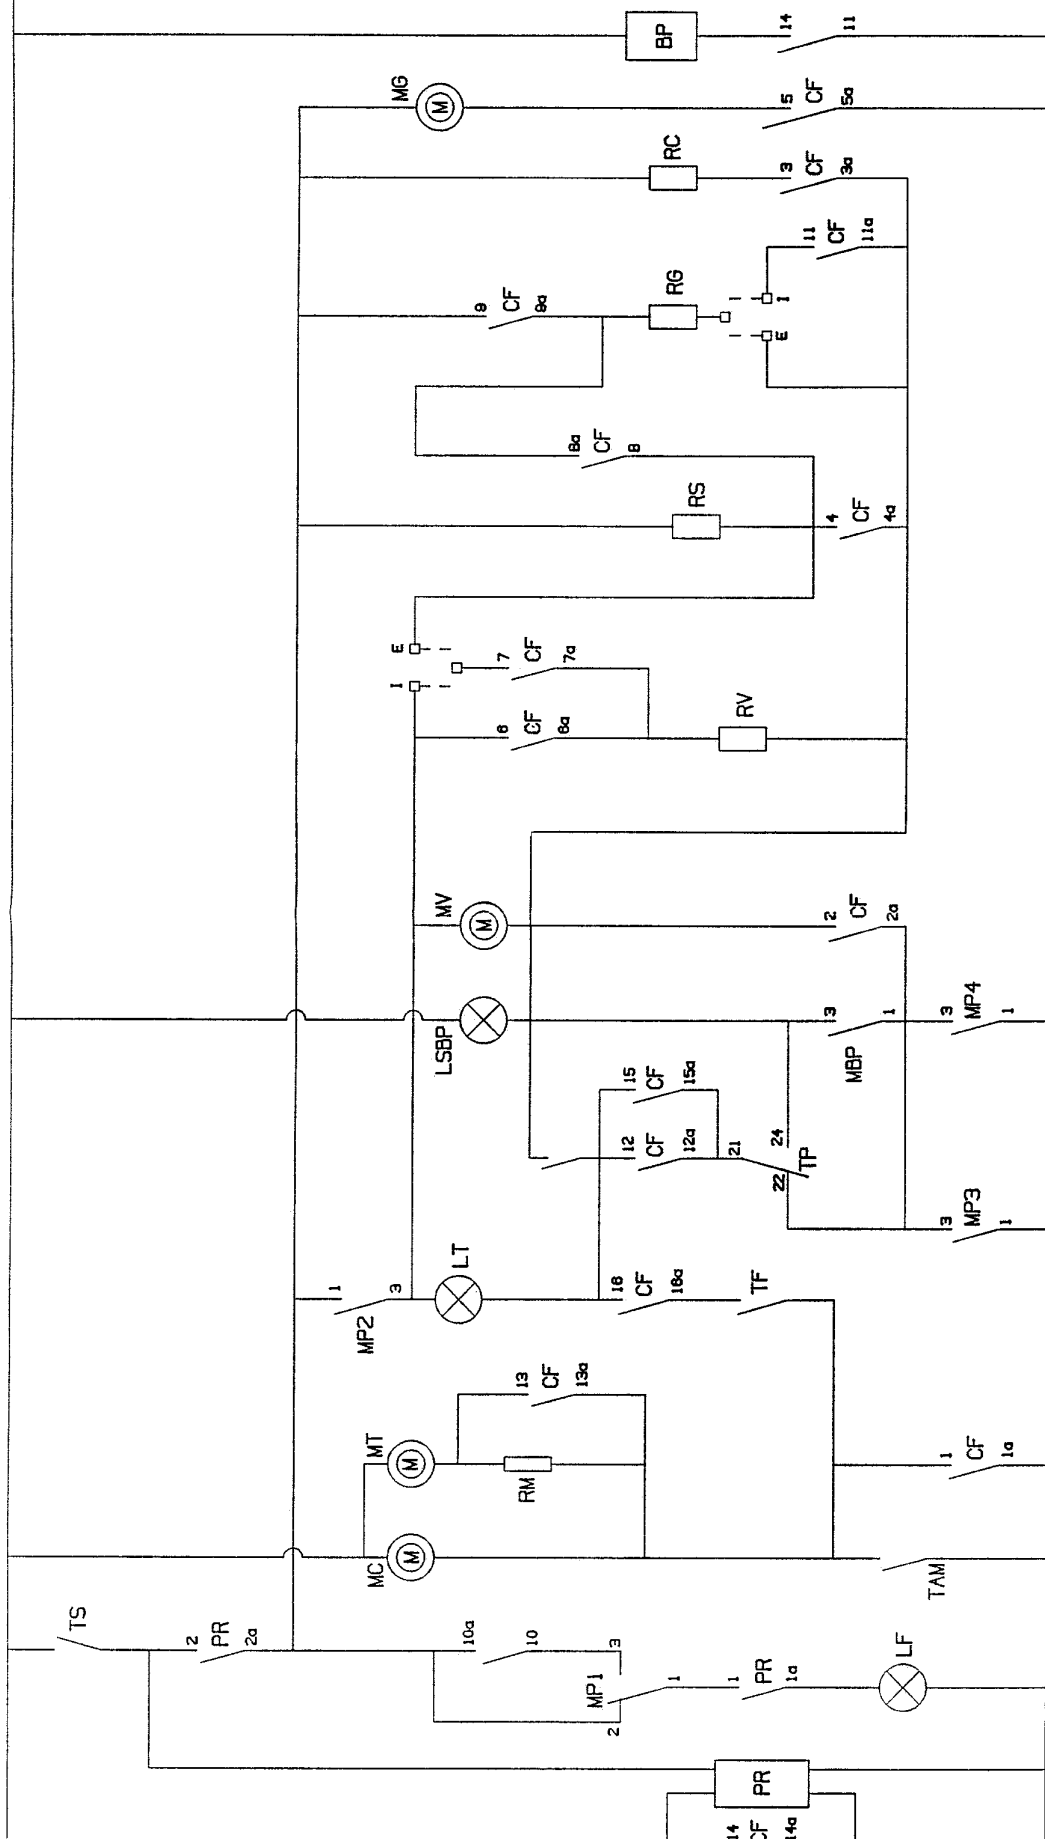 BP
14
11
MG
M
5
CF
5a
RC
3
CF
3a
11
CF
11a
9
CF
9a
RG
I
E
8a
CF
8
RS
4
CF
4a
E
I
7
CF
7a
6
CF
6a
RV
MV
M
2
CF
2a
LSBP
3
MBP
1
3
MP4
1
15
CF
15a
12
CF
12a
21
24
22
TP
3
MP3
1
1
MP2
3
LT
16
CF
16a
TF
13
CF
13a
MT
M
RM
1
CF
1a
MC
M
TAM
TS
2
PR
2a
10a
10
3
MP1
2
1
1
PR
1a
LF
PR
14
CF
14a